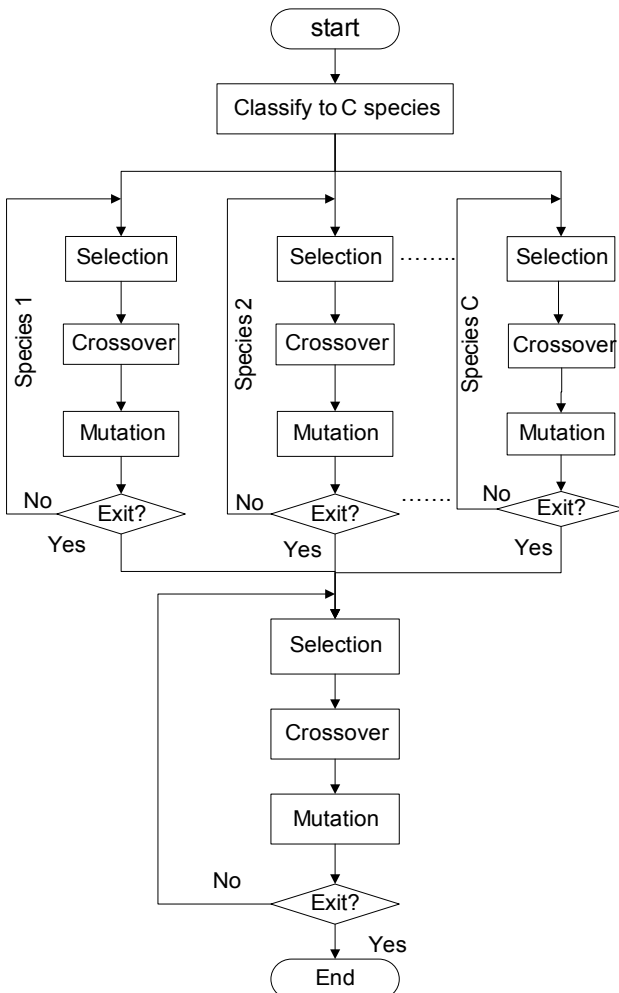 start
Classify to C species
Species 1
Selection
Crossover
Mutation
No
Exit?
Yes
Species 2
Selection
Crossover
Mutation
No
Exit?
Yes
Species C
Selection
Crossover
Mutation
No
Exit?
Yes
Selection
Crossover
Mutation
No
Exit?
Yes
End